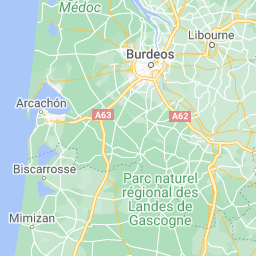 Médoc
Libourne
Burdeos
Arcachón
A63
A62
Biscarrosse
Parc naturel
régional des
Landes de
Gascogne
Mimizan